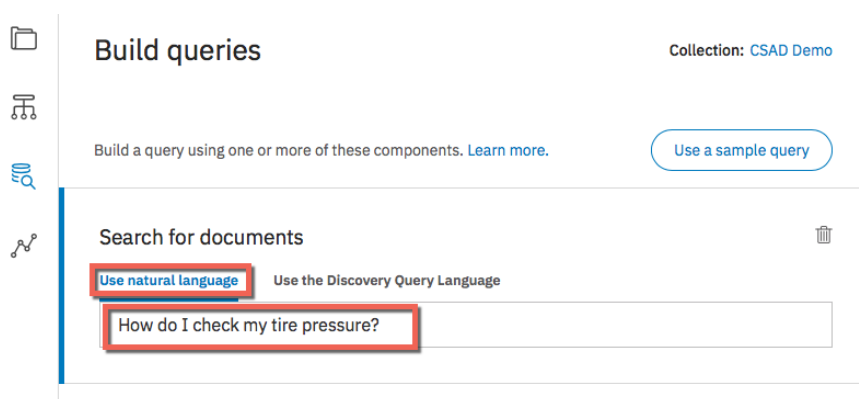 Build queries
Collection: CSAD Demo
Build a query using one or more of these components. Learn more.
Use a sample query
Search for documents
Use natural language
Use the Discovery Query Language
How do I check my tire pressure?